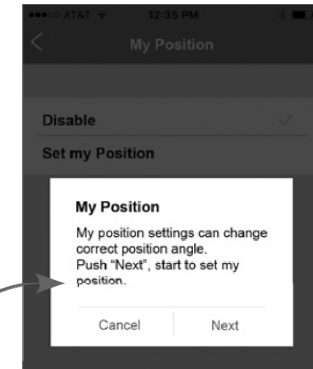 AT&T 12:35 PM
My Position
Disable
Set my Position
My Position
My position settings can change
correct position angle.
Push "Next", start to set my
position.
Cancel Next